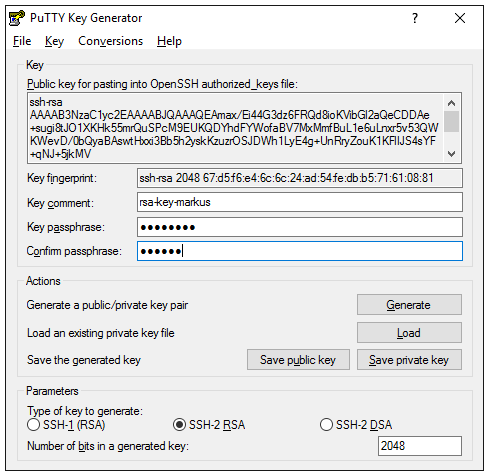 PuTTY Key Generator
?
File Key Conversions Help
Key
Public key for pasting into OpenSSH authorized_keys file:
ssh-rsa
AAAAB3NzaC1yc2EAAAABJQAAAQEAmax/Ei44G3dz6FRQd8ioKVibGl2aQeCDDAe
+sugi8tJO1XKHk55mrQuSPcM9EUKQDYhdFYWofaBV7MxMmfBuL1e6uLnxr5v53QW
KWevD/0bQyaBAswtHxxi3Bb5h2yskKzuzrOSJDWh1LyE4g+UnRryZouK1KFIIJS4sYF
+qNJ+5jkMV
Key fingerprint: ssh-rsa 2048 67:d5:f6:e4:6c:6c:24:ad:54:fe:db:b5:71:61:08:81
Key comment: rsa-key-markus
Key passphrase: ●●●●●●●●
Confirm passphrase: ●●●●●●
Actions
Generate a public/private key pair Generate
Load an existing private key file Load
Save the generated key Save public key Save private key
Parameters
Type of key to generate:
SSH-1 (RSA) SSH-2 RSA SSH-2 DSA
Number of bits in a generated key: 2048